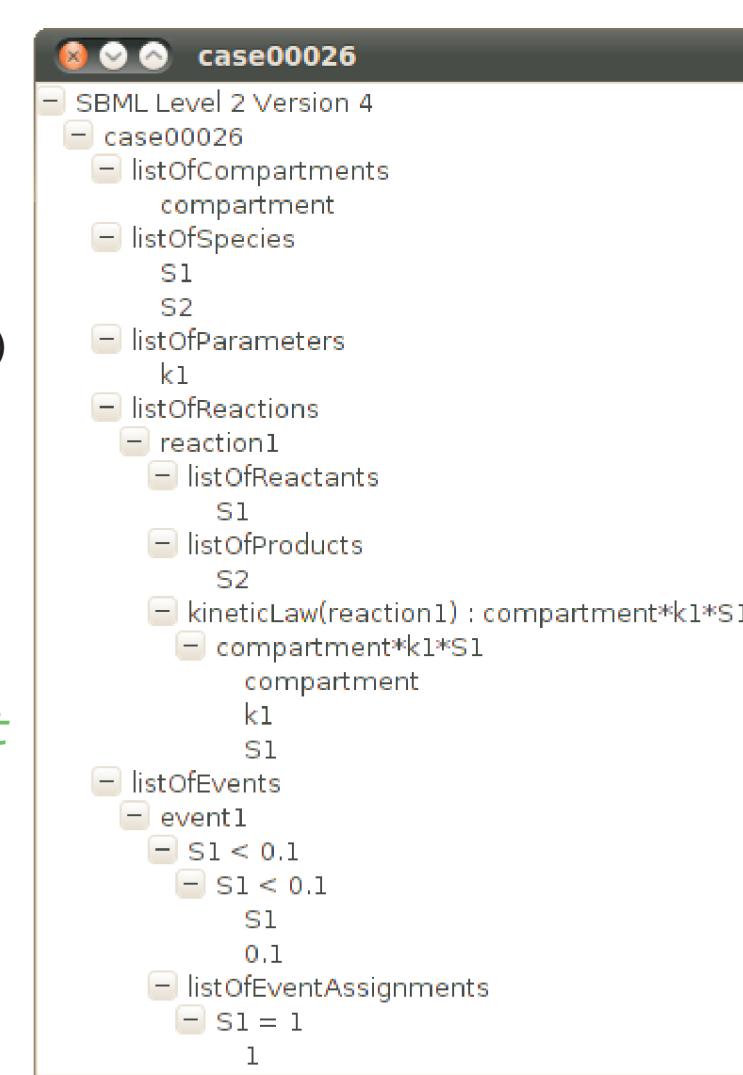 case00026
SBML Level 2 Version 4
case00026
listOfCompartments
compartment
listOfSpecies
S1
S2
)
listOfParameters
k1
listOfReactions
reaction1
listOfReactants
S1
listOfProducts
S2
kineticLaw(reaction1) : compartment*k1*S1
compartment*k1*S1
compartment
k1
t
S1
listOfEvents
event1
S1 < 0.1
S1 < 0.1
S1
0.1
listOfEventAssignments
S1 = 1
1